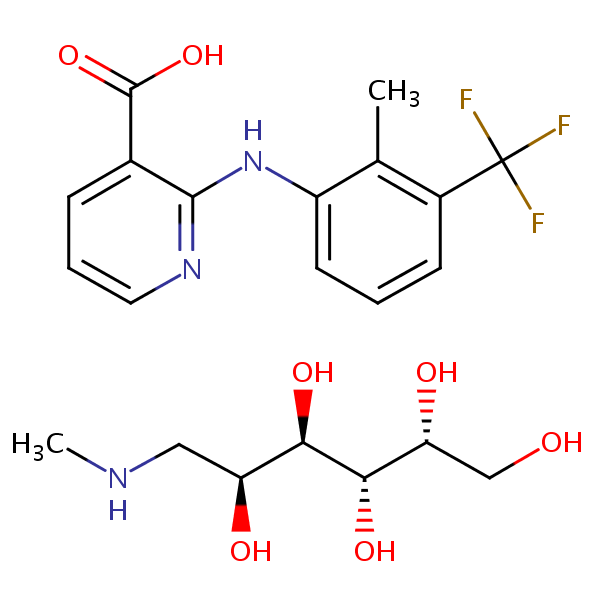 O OH
CH₃ F F F
H
N
N
OH OH OH
H₃C N
H
OH OH